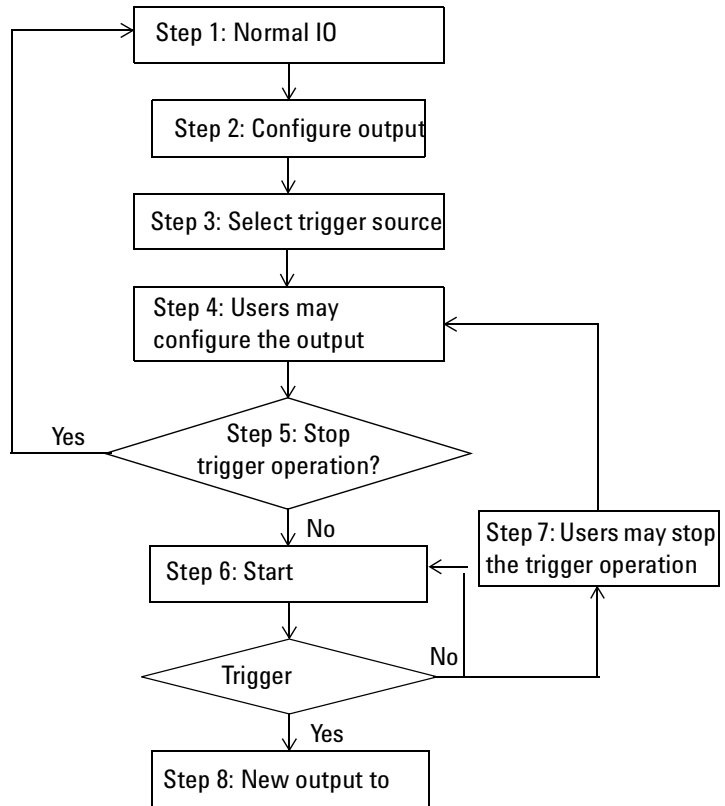 Step 1: Normal IO
Step 2: Configure output
Step 3: Select trigger source
Step 4: Users may
configure the output
Step 5: Stop
trigger operation?
Yes
No
Step 7: Users may stop
the trigger operation
Step 6: Start
Trigger
No
Yes
Step 8: New output to